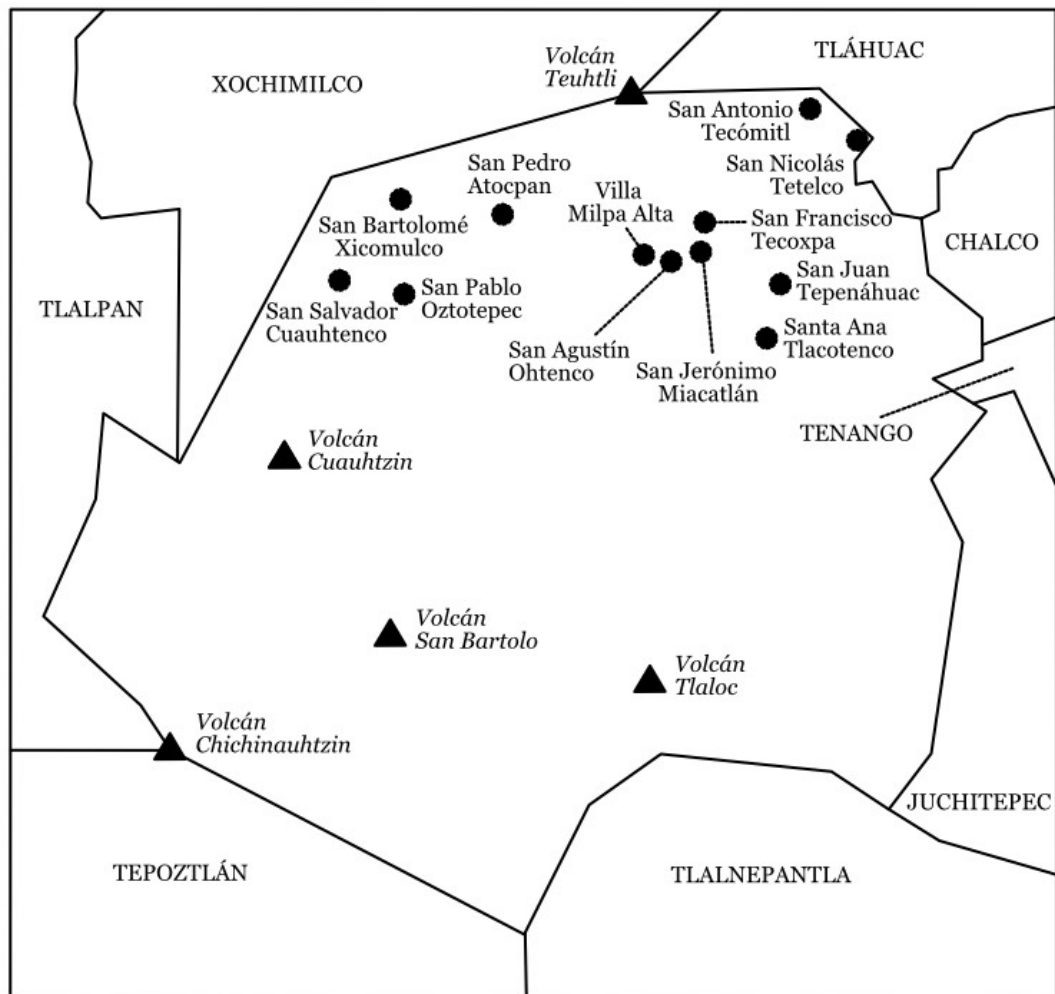 Volcán
Teuhtli
TLÁHUAC
XOCHIMILCO
San Antonio
Tecómitl
San Pedro
Atocpan
San Nicolás
Tetelco
Villa
Milpa Alta
San Bartolomé
Xicomulco
San Francisco
Tecoxpa
CHALCO
TLALPAN
San Salvador
Cuauhtenco
San Pablo
Oztotepec
San Juan
Tepenáhuac
San Agustín
Ohtenco
San Jerónimo
Miacatlán
Santa Ana
Tlacotenco
TENANGO
Volcán
Cuauhtzin
Volcán
San Bartolo
Volcán
Tlaloc
Volcán
Chichinauhtzin
JUCHITEPEC
TEPOZTLÁN
TLALNEPANTLA